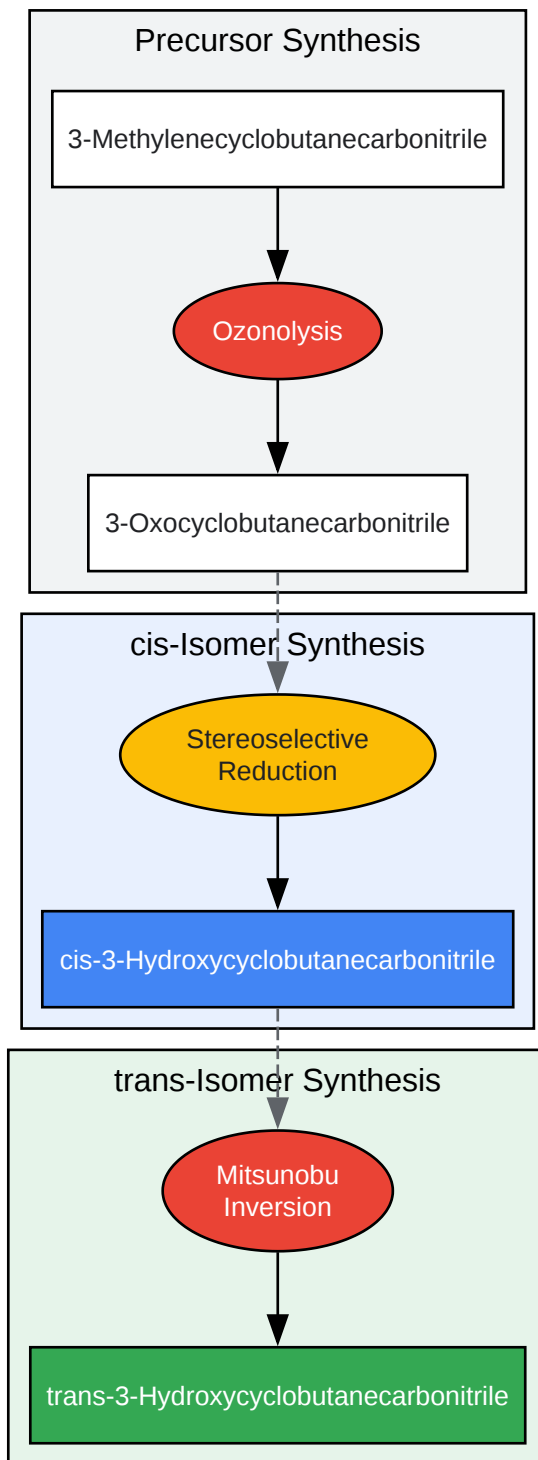 Precursor Synthesis
3-Methylenecyclobutanecarbonitrile
Ozonolysis
3-Oxocyclobutanecarbonitrile
cis-Isomer Synthesis
Stereoselective
Reduction
cis-3-Hydroxycyclobutanecarbonitrile
trans-Isomer Synthesis
Mitsunobu
Inversion
trans-3-Hydroxycyclobutanecarbonitrile